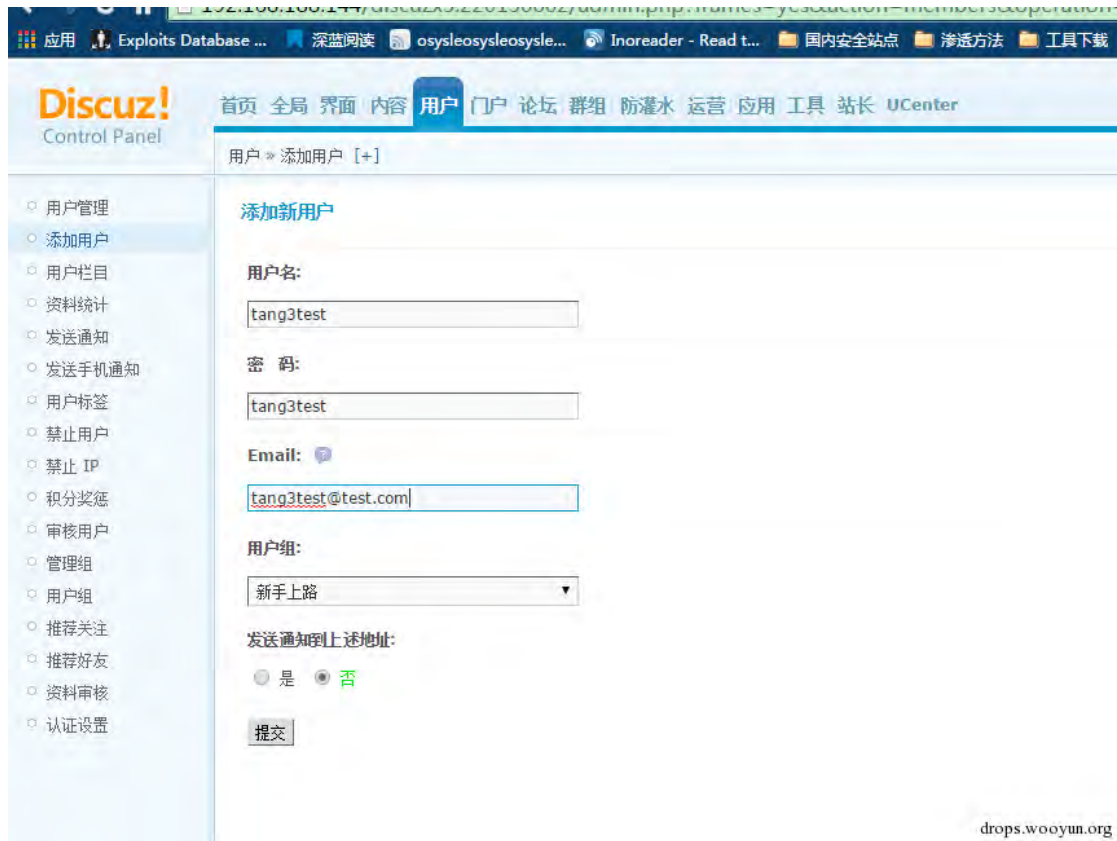 应用 Exploits Database ... 深蓝阅读 osysleosysleosysle... Inoreader - Read t... 国内安全站点 渗透方法 工具下载
Discuz!
Control Panel
首页 全局 界面 内容 用户 门户 论坛 群组 防灌水 运营 应用 工具 站长 UCenter
用户 » 添加用户 [+]
用户管理
添加用户
用户栏目
资料统计
发送通知
发送手机通知
用户标签
禁止用户
禁止 IP
积分奖惩
审核用户
管理组
用户组
推荐关注
推荐好友
资料审核
认证设置
添加新用户
用户名:
tang3test
密 码:
tang3test
Email:
tang3test@test.com
用户组:
新手上路
发送通知到上述地址:
是 否
提交
drops.wooyun.org